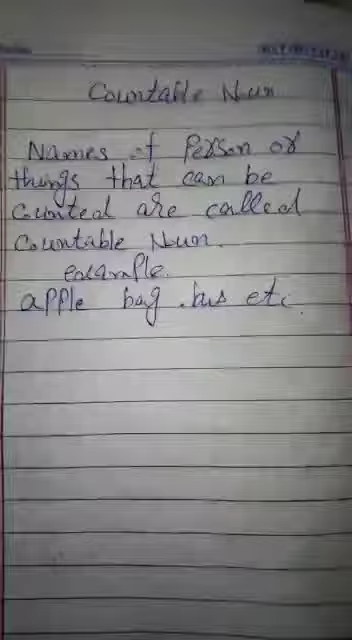 Countable Nun
Names of Person or
things that can be
Counted are called
Countable Nun.
example.
apple bag .bus etc.